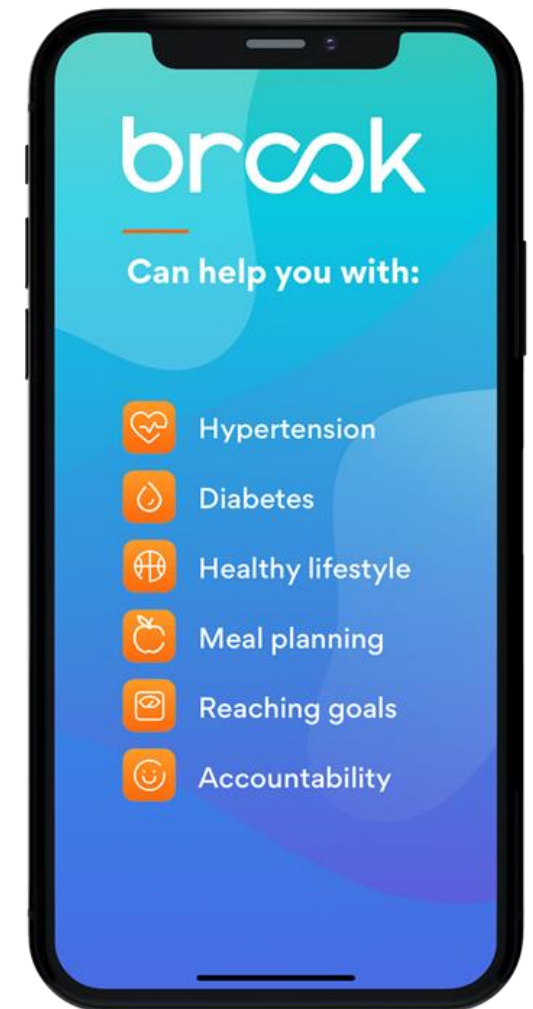 brook
Can help you with:
Hypertension
Diabetes
Healthy lifestyle
Meal planning
Reaching goals
Accountability